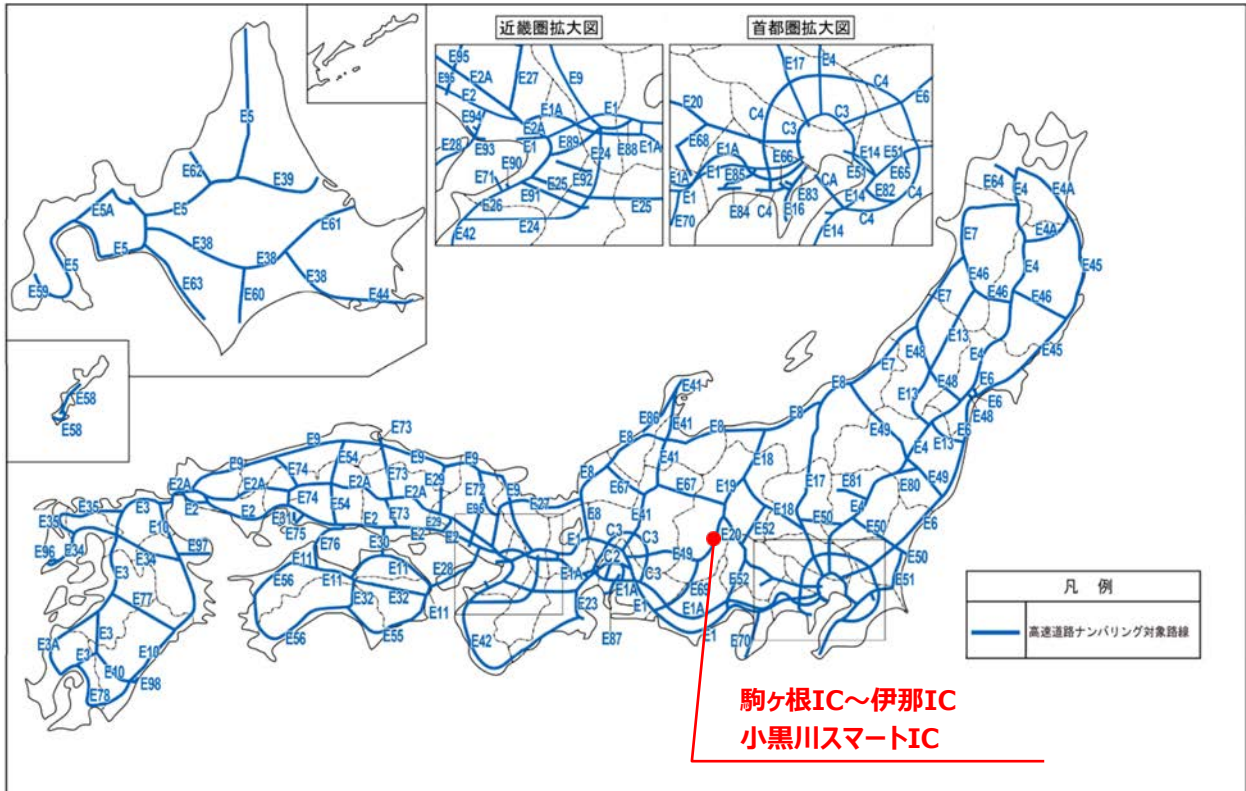 近畿圏拡大図
首都圏拡大図
E5
E62
E39
E5A
E5
E61
E38
E5
E38
E5
E38
E63
E60
E59
E44
E58
E58
E95
E95
E2A
E27
E9
E2
E1A
E1
E94
E2A
E28
E1
E89
E93
E24
E88
E1A
E90
E71
E25
E92
E91
E26
E25
E42
E24
E17
E4
C4
E6
E20
C4
C3
C3
E68
E1A
E14
E51
E66
E1A
E1
E85
E51
E65
CA
E1
E83
E14
E82
E70
E84
C4
E16
C4
C4
E14
E64
E4
E4A
E7
E4A
E4
E45
E46
E7
E46
E46
E13
E48
E4
E45
E7
E48
E6
E13
E6
E48
E8
E8
E49
E4
E13
E6
E41
E86
E41
E8
E8
E41
E18
E8
E67
E67
E19
E17
E81
E80
E49
E8
E41
E18
E4
E50
E50
E6
C3
E20
E52
E1
C2
C3
E49
E50
E1A
C3
E52
E69
E51
E1A
E1A
E23
E1
E1
E87
E70
E73
E9
E9
E54
E9
E9
E74
E73
E29
E72
E9
E27
E2A
E2A
E2A
E2A
E95
E2
E74
E54
E73
E2
E31
E2
E29
E2
E2
E75
E76
E30
E11
E11
E28
E56
E11
E32
E32
E11
E56
E55
E42
E35
E3
E35
E10
E34
E96
E34
E97
E3
E77
E3
E3A
E3
E10
E10
E98
E78
凡 例
高速道路ナンバリング対象路線
駒ヶ根IC～伊那IC
小黒川スマートIC